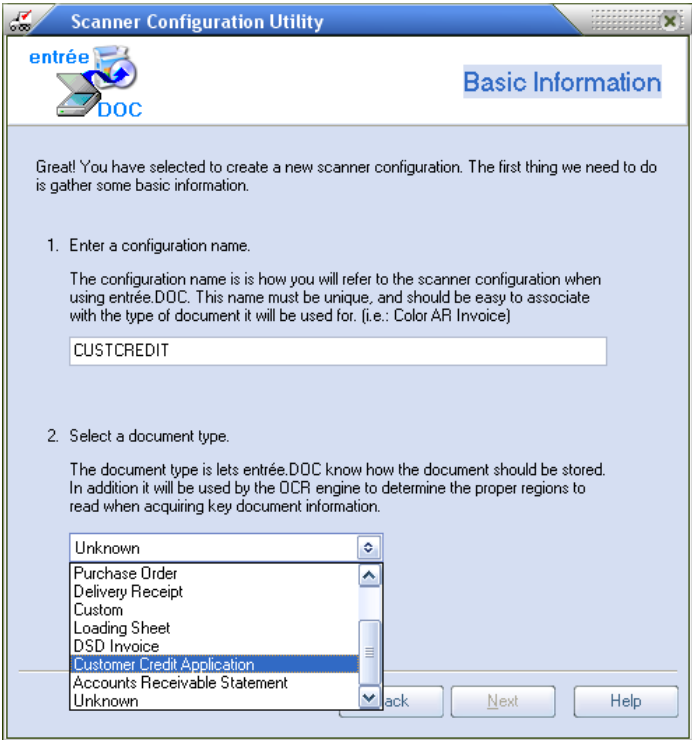 Scanner Configuration Utility
entrée
DOC
Basic Information
Great! You have selected to create a new scanner configuration. The first thing we need to do
is gather some basic information.
1. Enter a configuration name.
The configuration name is is how you will refer to the scanner configuration when
using entrée.DOC. This name must be unique, and should be easy to associate
with the type of document it will be used for. (i.e.: Color AR Invoice)
CUSTCREDIT
2. Select a document type.
The document type is lets entrée.DOC know how the document should be stored.
In addition it will be used by the OCR engine to determine the proper regions to
read when acquiring key document information.
Unknown
Purchase Order
Delivery Receipt
Custom
Loading Sheet
DSD Invoice
Customer Credit Application
Accounts Receivable Statement
Unknown
ack Next Help